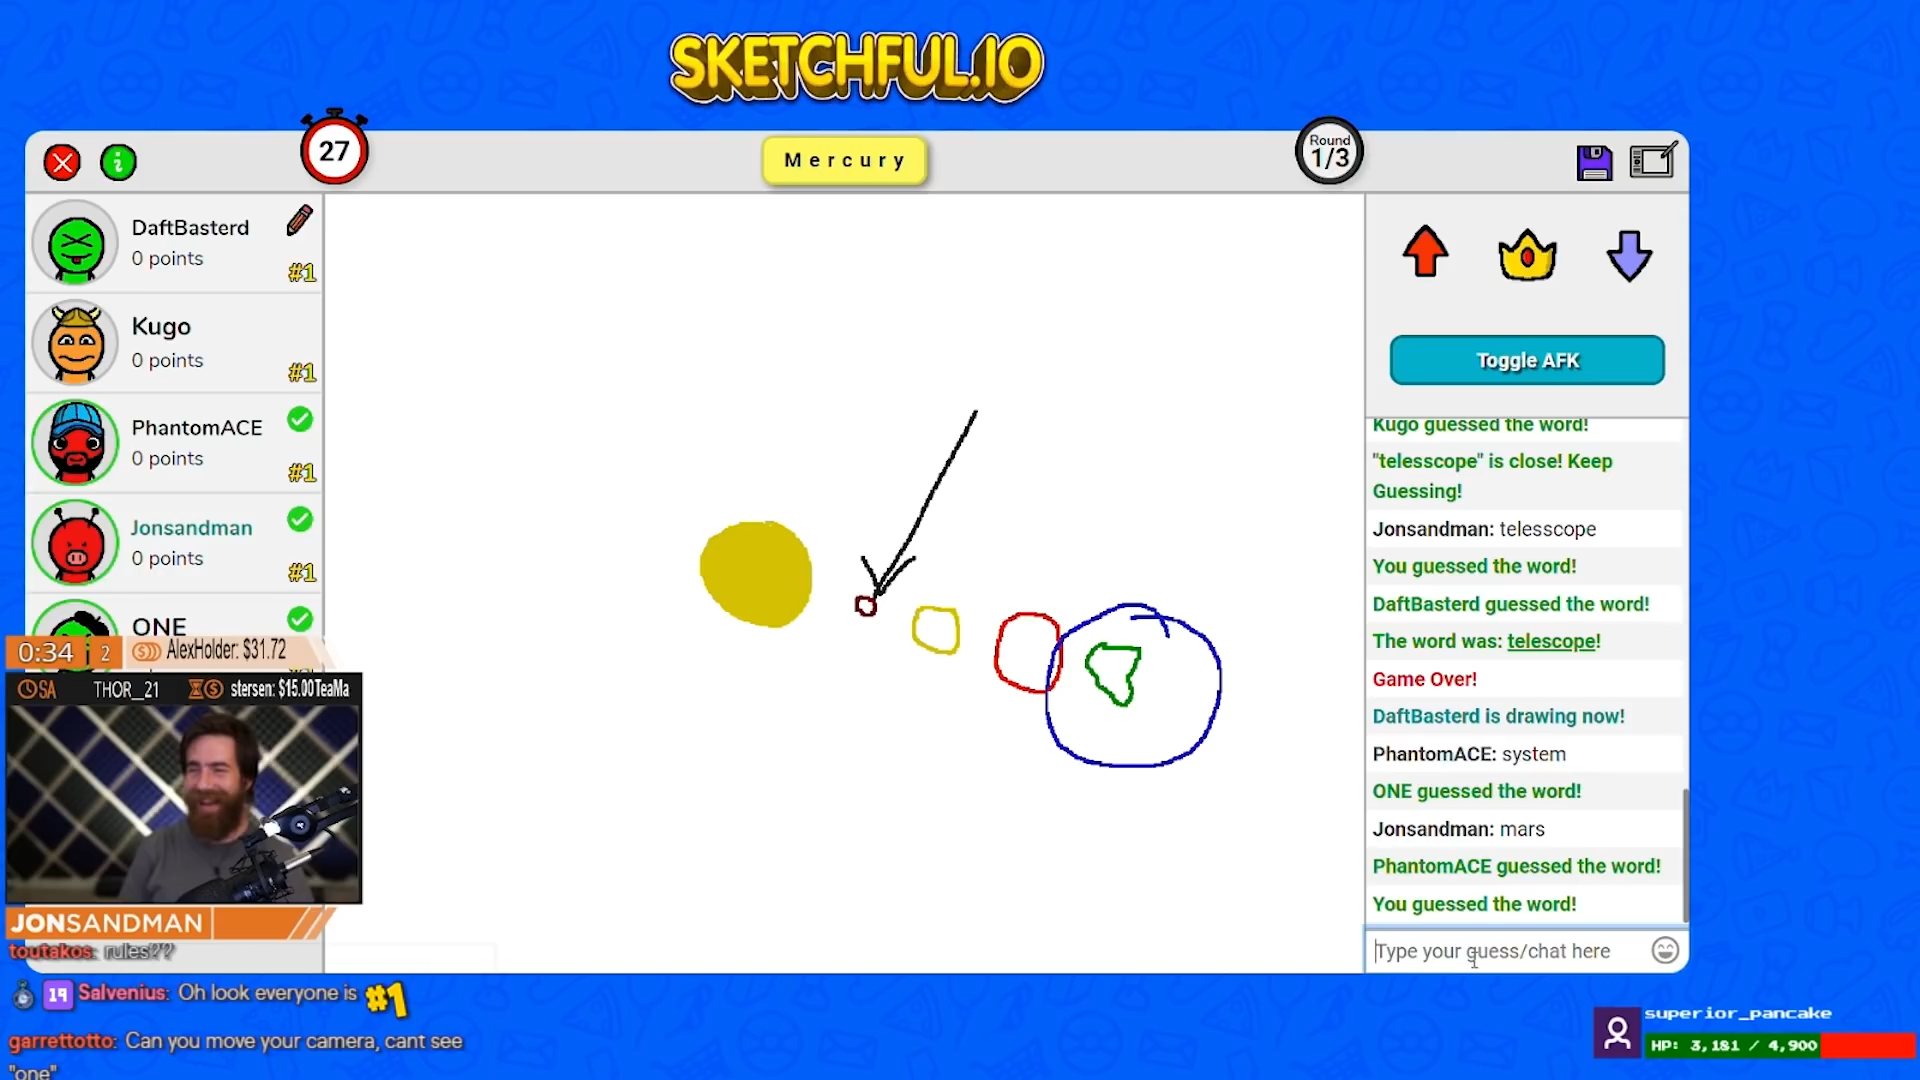 SKETCHFUL.IO
27
Mercury
Round
1/3
DaftBasterd
0 points
#1
Kugo
0 points
#1
PhantomACE
0 points
#1
Jonsandman
0 points
#1
ONE
Toggle AFK
Kugo guessed the word!
"telesscope" is close! Keep
Guessing!
Jonsandman: telesscope
You guessed the word!
DaftBasterd guessed the word!
The word was: telescope!
Game Over!
DaftBasterd is drawing now!
PhantomACE: system
ONE guessed the word!
Jonsandman: mars
PhantomACE guessed the word!
You guessed the word!
Type your guess/chat here
0:34 2 AlexHolder: $31.72
SA THOR_21 stersen: $15.00TeaMa
JONSANDMAN
toutakos: rules??
19 Salvenius: Oh look everyone is #1
garrettotto: Can you move your camera, cant see
"one"
superior_pancake
HP: 3,181 / 4,900